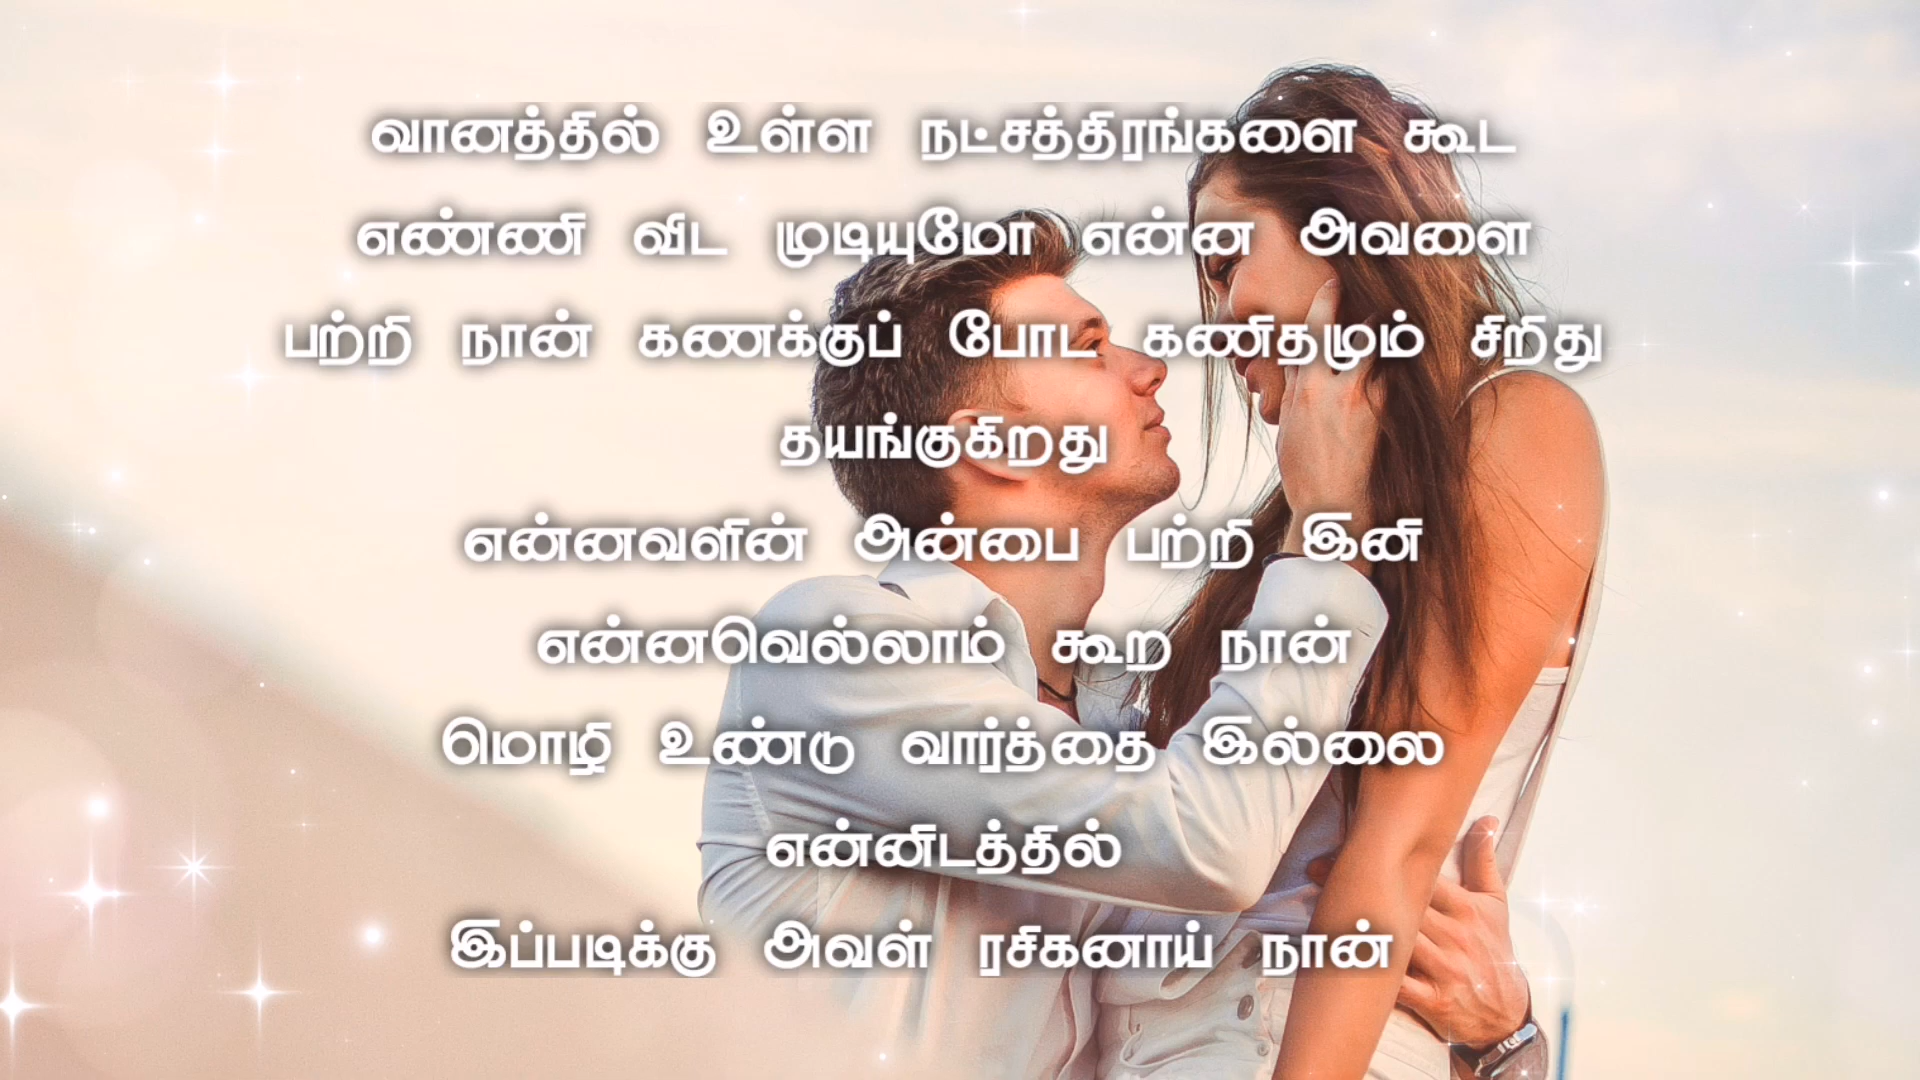 வானத்தில் உள்ள நட்சத்திரங்களை கூட
எண்ணி விட முடியுமோ என்ன அவளை
பற்றி நான் கணக்குப் போட கணிதமும் சிறிது
தயங்குகிறது
என்னவளின் அன்பை பற்றி இனி
என்னவெல்லாம் கூற நான்
மொழி உண்டு வார்த்தை இல்லை
என்னிடத்தில்
இப்படிக்கு அவள் ரசிகனாய் நான்